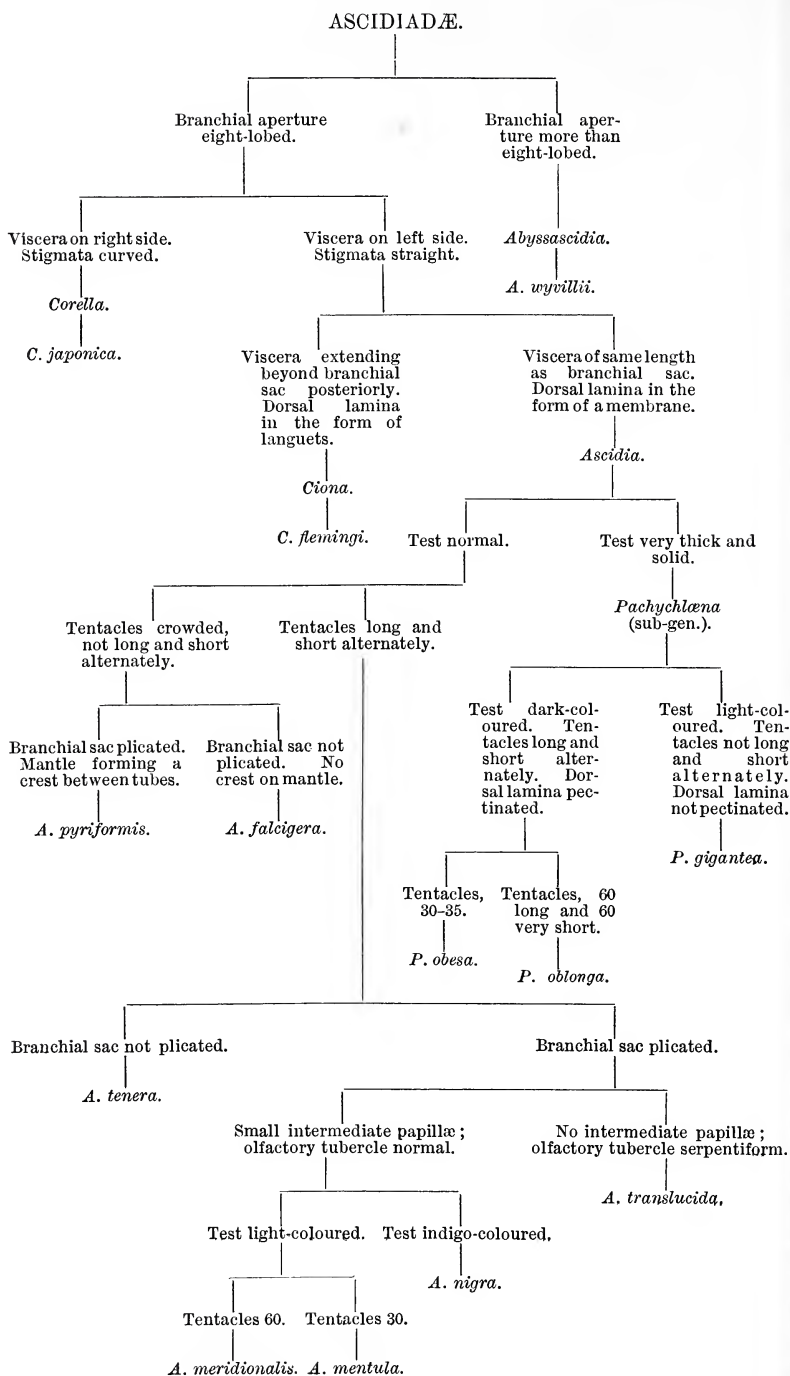 ASCIDIADÆ.
Branchial aperture
eight-lobed.
Branchial aper-
ture more than
eight-lobed.
Viscera on right side.
Stigmata curved.
Viscera on left side.
Stigmata straight.
Abyssascidia.
A. wyvillii.
Corella.
C. japonica.
Viscera extending
beyond branchial
sac posteriorly.
Dorsal lamina
in the form of
languets.
Viscera of same length
as branchial sac.
Dorsal lamina in the
form of a membrane.
Ciona.
C. flemingi.
Ascidia.
Test normal.
Test very thick and
solid.
Pachychlæna
(sub-gen.).
Tentacles crowded,
not long and short
alternately.
Tentacles long and
short alternately.
Branchial sac plicated.
Mantle forming a
crest between tubes.
Branchial sac not
plicated. No
crest on mantle.
A. pyriformis.
A. falcigera.
Test dark-col-
oured. Ten-
tacles long and
short alter-
nately. Dor-
sal lamina pec-
tinated.
Test light-col-
oured. Ten-
tacles not long
and short
alternately.
Dorsal lamina
not pectinated.
P. gigantea.
Tentacles,
30–35.
Tentacles, 60
long and 60
very short.
P. obesa.
P. oblonga.
Branchial sac not plicated.
Branchial sac plicated.
A. tenera.
Small intermediate papillæ;
olfactory tubercle normal.
No intermediate papillæ;
olfactory tubercle serpentiform.
A. translucida.
Test light-coloured.
Test indigo-coloured.
A. nigra.
Tentacles 60.
Tentacles 30.
A. meridionalis.
A. mentula.